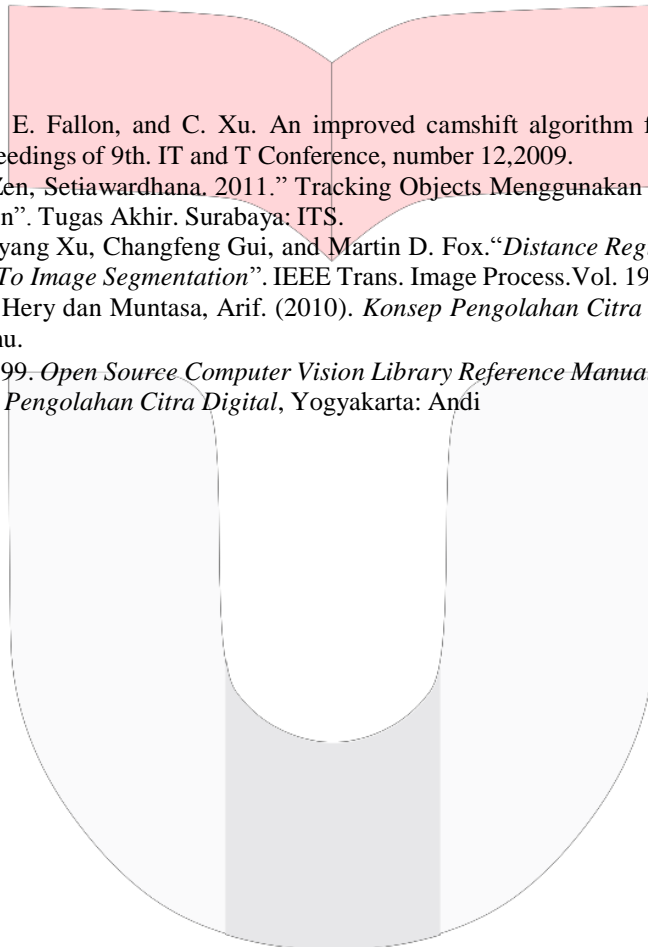 E. Fallon, and C. Xu. An improved camshift algorithm f
eedings of 9th. IT and T Conference, number 12,2009.
Zen, Setiawardhana. 2011.” Tracking Objects Menggunakan
n”. Tugas Akhir. Surabaya: ITS.
yang Xu, Changfeng Gui, and Martin D. Fox.“Distance Reg
To Image Segmentation”. IEEE Trans. Image Process.Vol. 19
Hery dan Muntasa, Arif. (2010). Konsep Pengolahan Citra
nu.
99. Open Source Computer Vision Library Reference Manua
Pengolahan Citra Digital, Yogyakarta: Andi